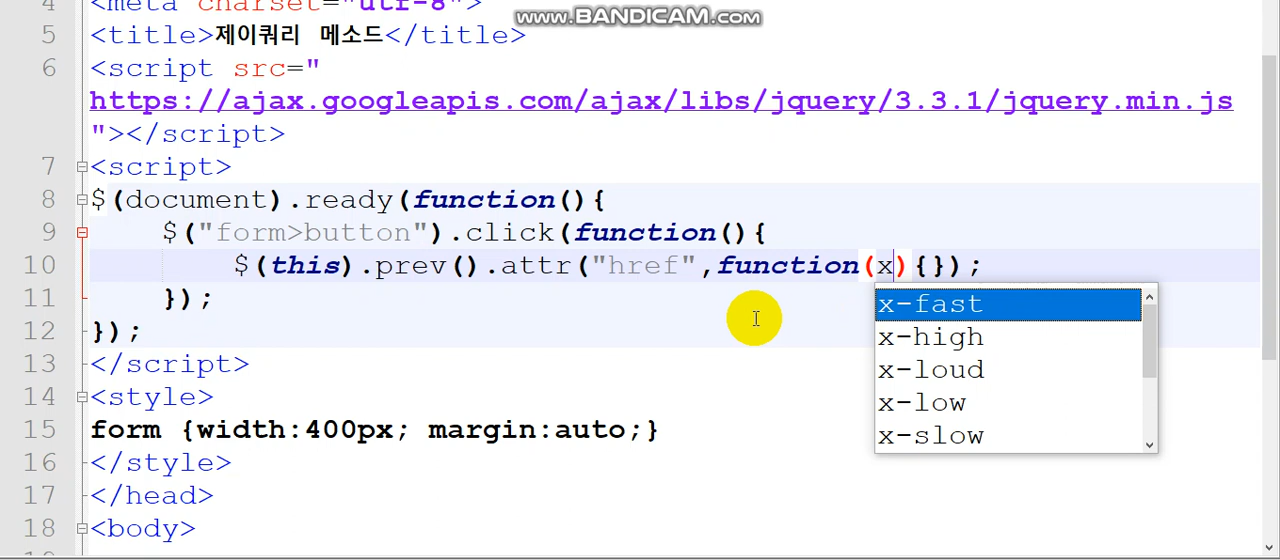 www.BANDICAM.com
4 <meta charset="utf-8">
5 <title>제이쿼리 메소드</title>
6 <script src="
https://ajax.googleapis.com/ajax/libs/jquery/3.3.1/jquery.min.js
"></script>
7 <script>
8 $(document).ready(function(){
9 $("form>button").click(function(){
10 $(this).prev().attr("href",function(x){});
x-fast
11 });
x-high
12 });
x-loud
13 </script>
x-low
14 <style>
x-slow
15 form {width:400px; margin:auto;}
16 </style>
17 </head>
18 <body>